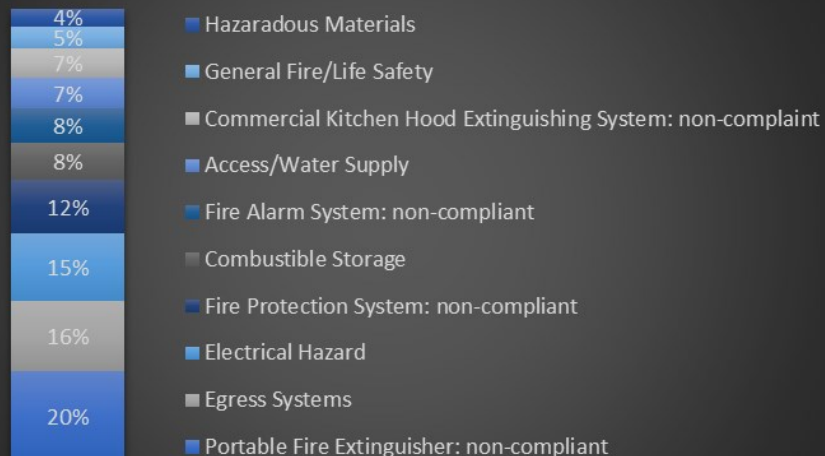 4%
5%
7%
7%
8%
8%
12%
15%
16%
20%
Hazaradous Materials
General Fire/Life Safety
Commercial Kitchen Hood Extinguishing System: non-complaint
Access/Water Supply
Fire Alarm System: non-compliant
Combustible Storage
Fire Protection System: non-compliant
Electrical Hazard
Egress Systems
Portable Fire Extinguisher: non-compliant